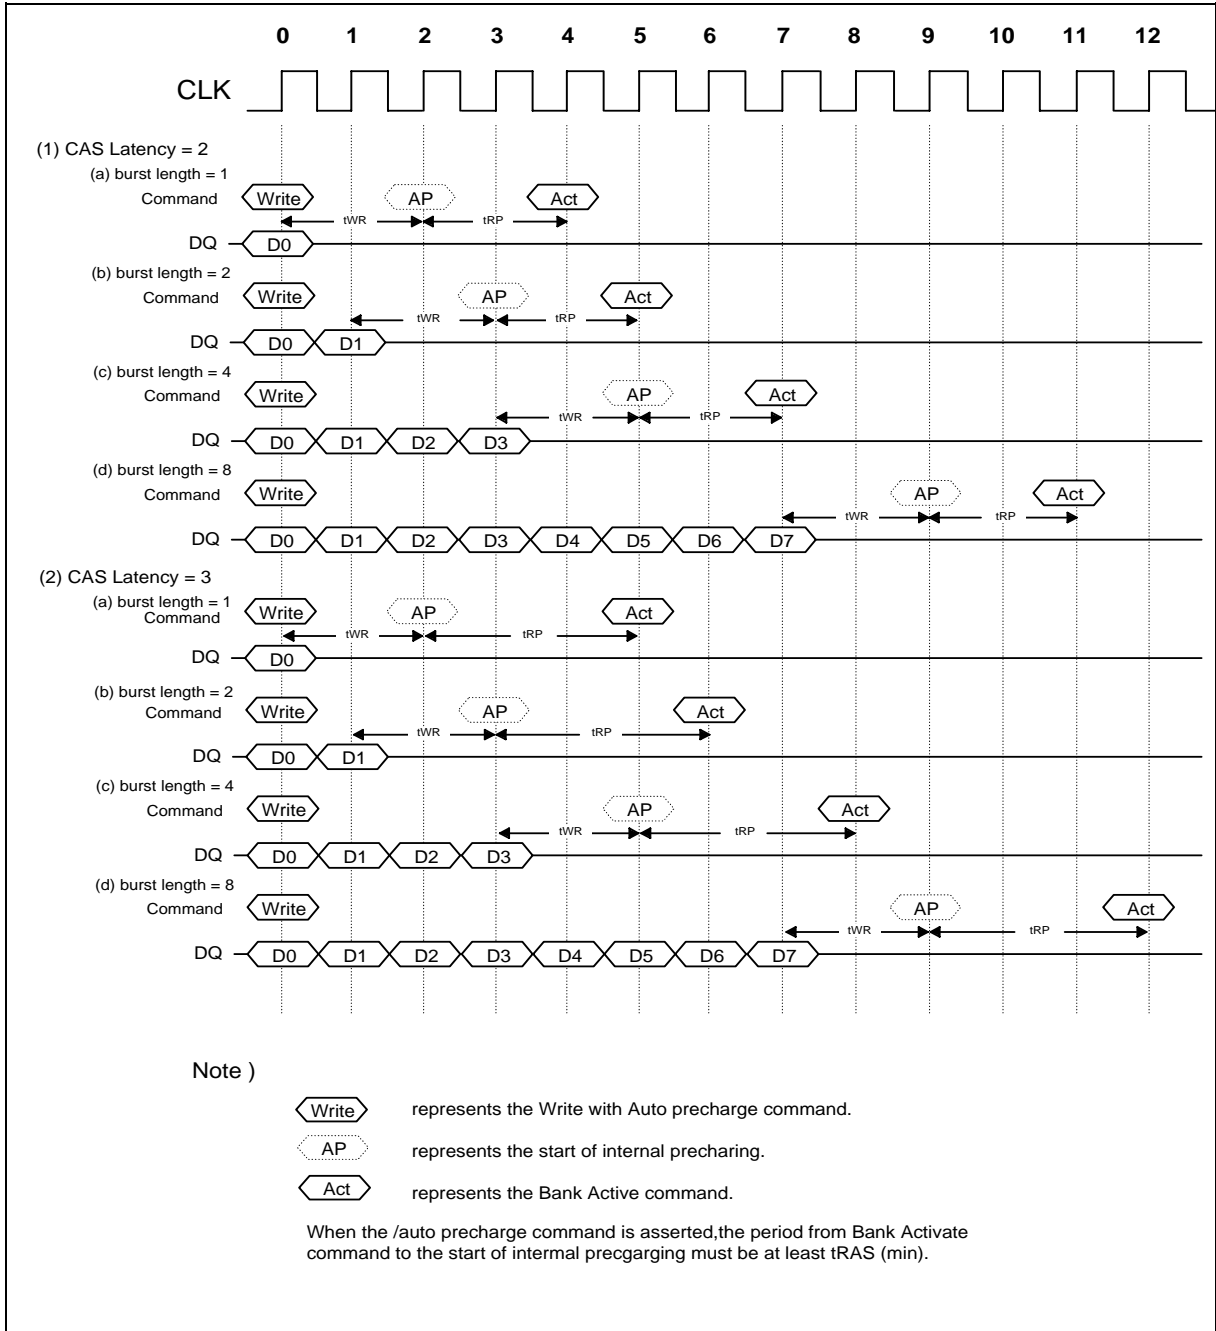 0 1 2 3 4 5 6 7 8 9 10 11 12
CLK
(1) CAS Latency = 2
(a) burst length = 1
Command Write AP Act
tWR tRP
DQ D0
(b) burst length = 2
Command Write AP Act
tWR tRP
DQ D0 D1
(c) burst length = 4
Command Write AP Act
tWR tRP
DQ D0 D1 D2 D3
(d) burst length = 8
Command Write AP Act
tWR tRP
DQ D0 D1 D2 D3 D4 D5 D6 D7
(2) CAS Latency = 3
(a) burst length = 1
Command Write AP Act
tWR tRP
DQ D0
(b) burst length = 2
Command Write AP Act
tWR tRP
DQ D0 D1
(c) burst length = 4
Command Write AP Act
tWR tRP
DQ D0 D1 D2 D3
(d) burst length = 8
Command Write AP Act
tWR tRP
DQ D0 D1 D2 D3 D4 D5 D6 D7
Note )
Write represents the Write with Auto precharge command.
AP represents the start of internal precharing.
Act represents the Bank Active command.
When the /auto precharge command is asserted,the period from Bank Activate
command to the start of intermal precgarging must be at least tRAS (min).